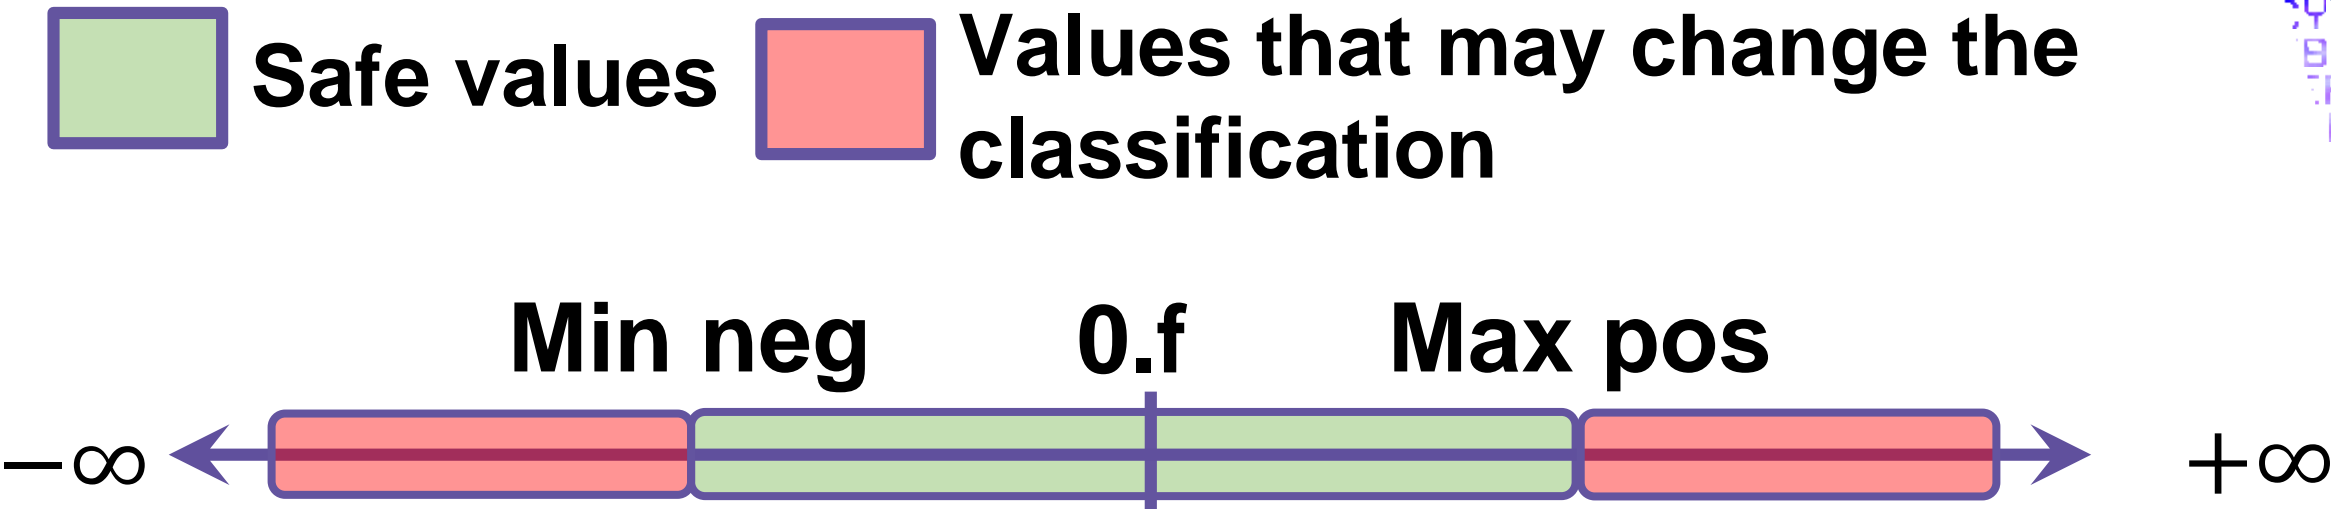 Safe values
Values that may change the
classification
Min neg 0.f Max pos
−∞ +∞